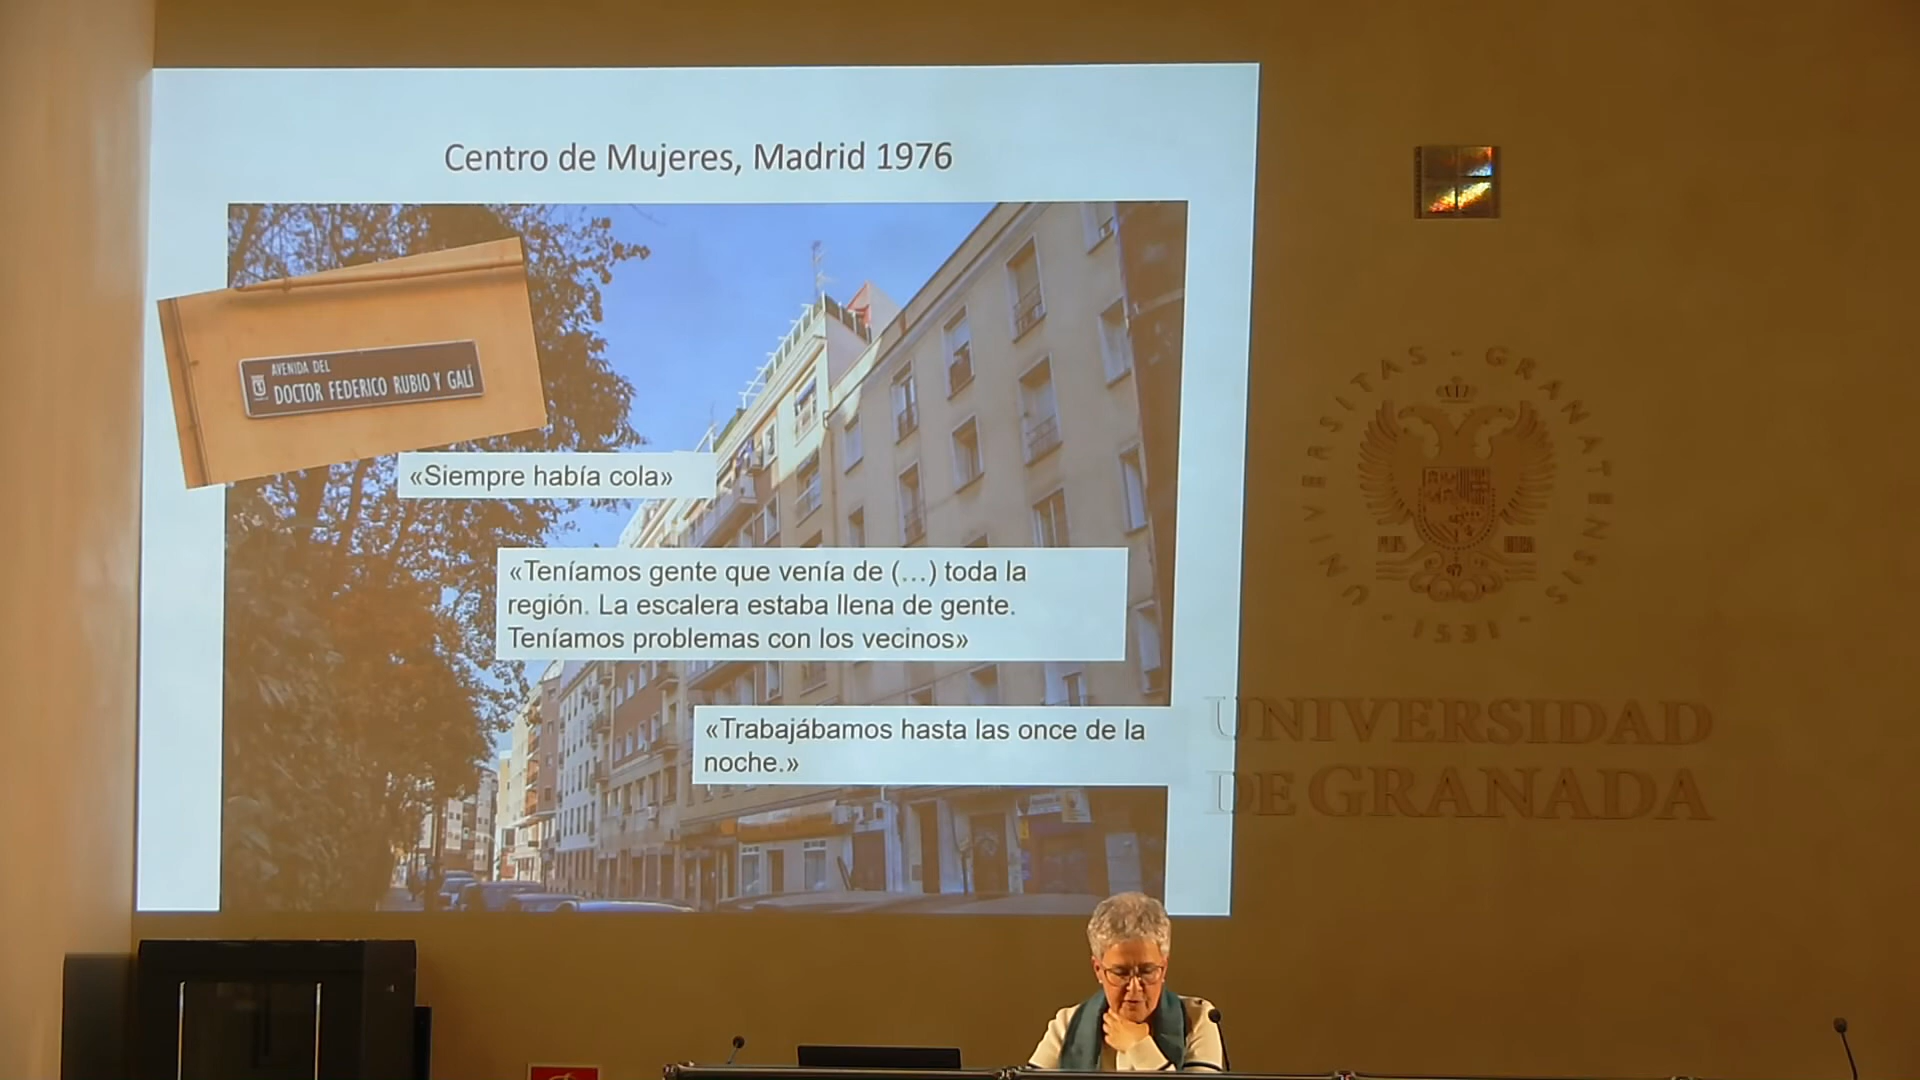 Centro de Mujeres, Madrid 1976
AVENIDA DEL
DOCTOR FEDERICO RUBIO Y GALÍ
«Siempre había cola»
«Teníamos gente que venía de (…) toda la
región. La escalera estaba llena de gente.
Teníamos problemas con los vecinos»
«Trabajábamos hasta las once de la
noche.»
UNIVERSITAS · GRANATENSIS
- 1531 -
UNIVERSIDAD
DE GRANADA